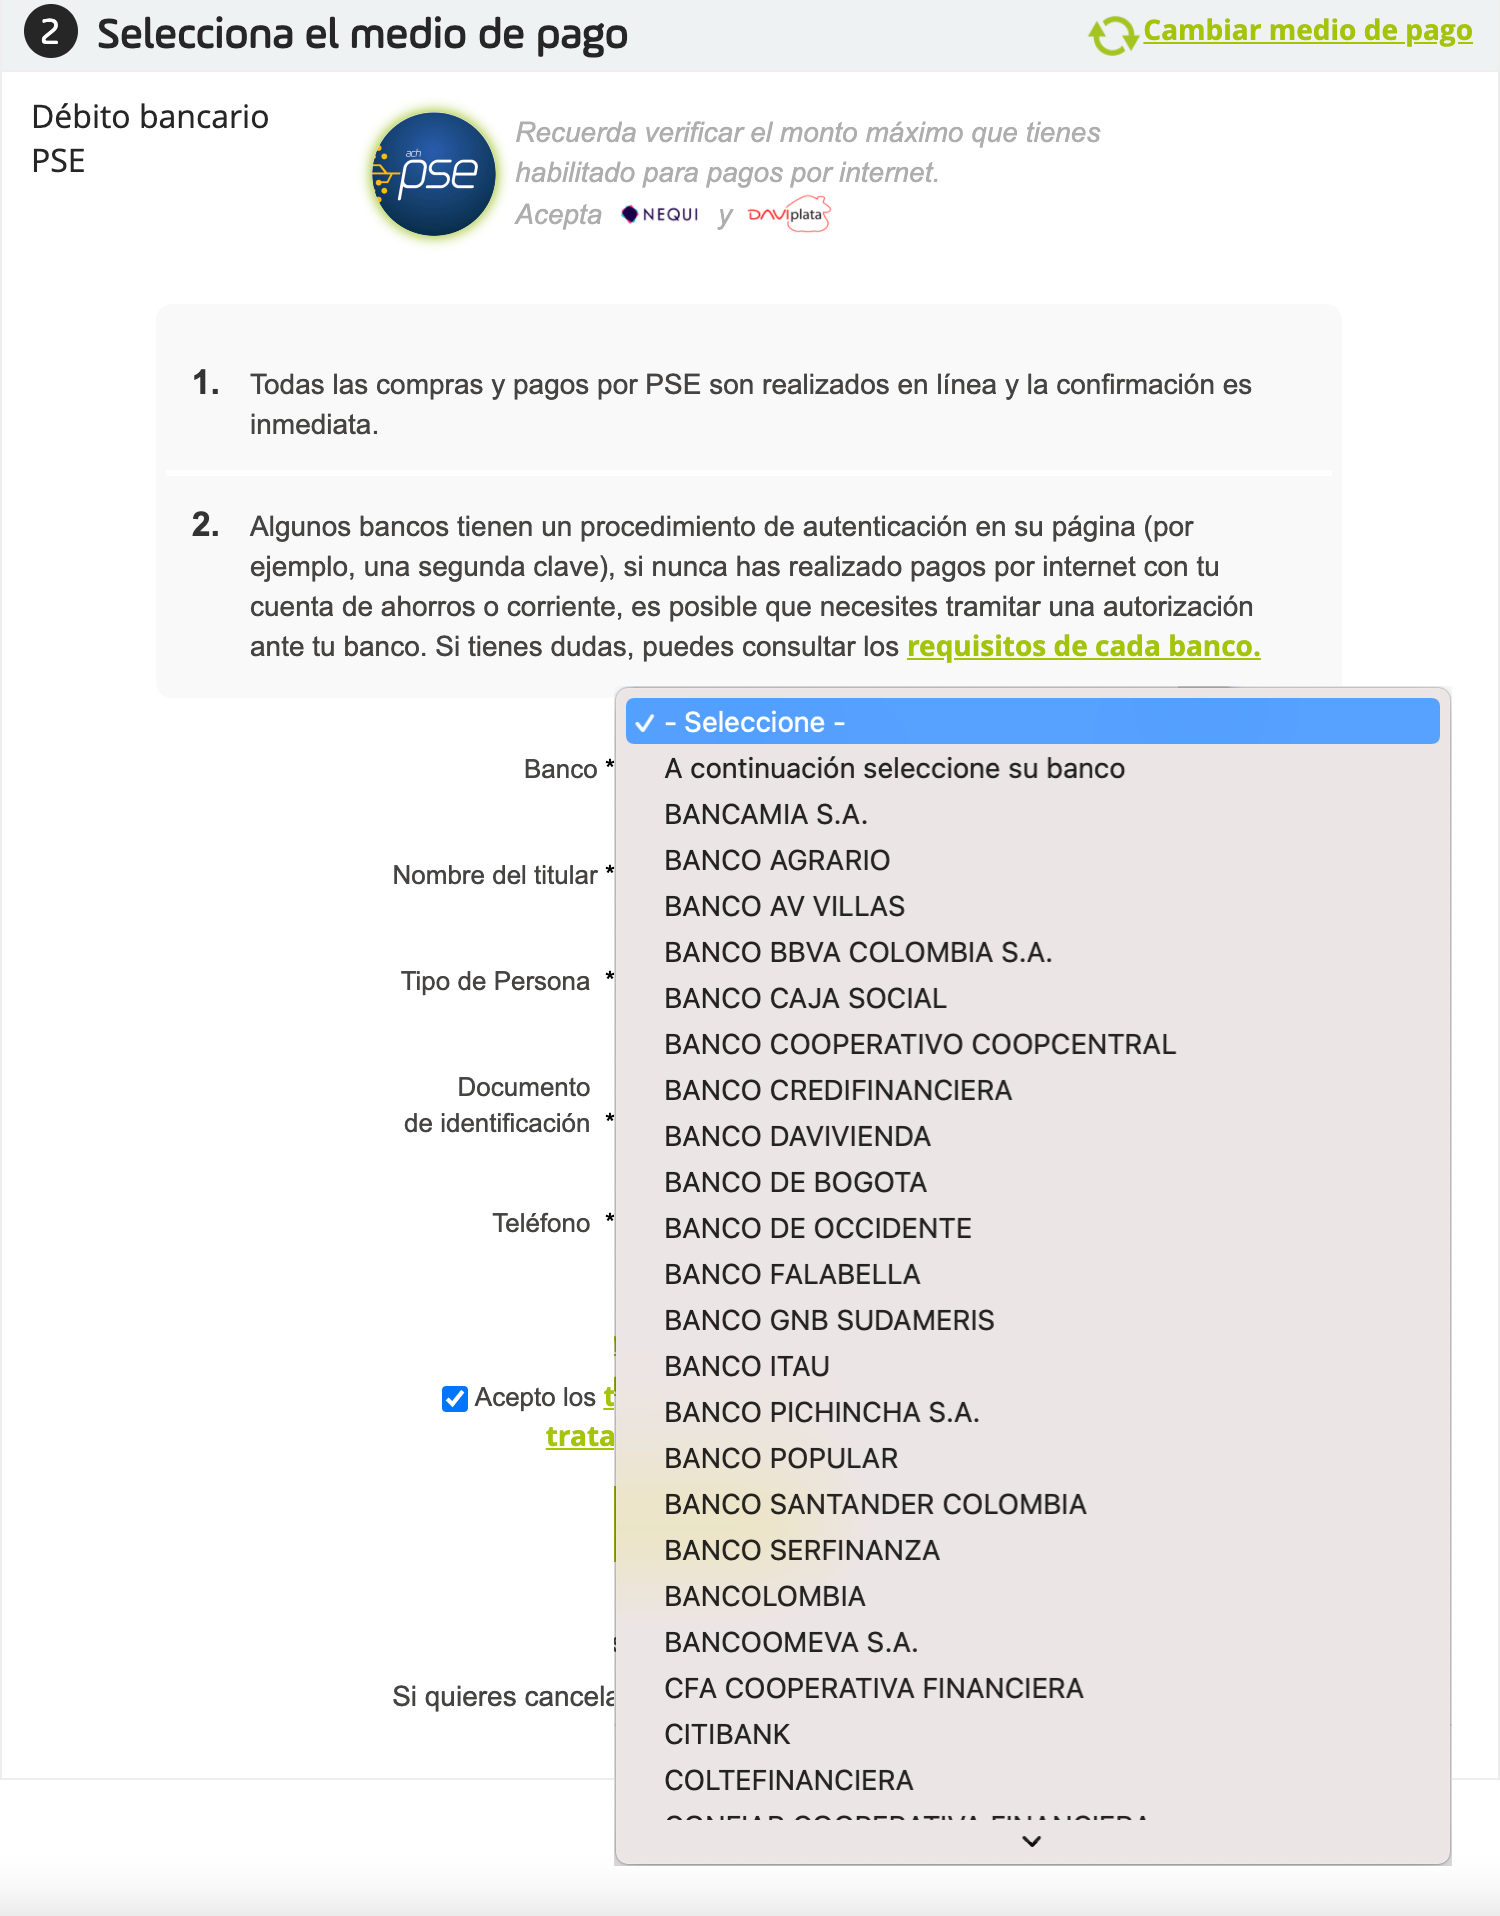 2 Selecciona el medio de pago
Cambiar medio de pago
Débito bancario
PSE
ach
pse
Recuerda verificar el monto máximo que tienes
habilitado para pagos por internet.
Acepta NEQUI y DAVIplata
1. Todas las compras y pagos por PSE son realizados en línea y la confirmación es
inmediata.
2. Algunos bancos tienen un procedimiento de autenticación en su página (por
ejemplo, una segunda clave), si nunca has realizado pagos por internet con tu
cuenta de ahorros o corriente, es posible que necesites tramitar una autorización
ante tu banco. Si tienes dudas, puedes consultar los requisitos de cada banco.
Banco *
Nombre del titular *
Tipo de Persona *
Documento
de identificación *
Teléfono *
Acepto los t
trata
Si quieres cancela
- Seleccione -
A continuación seleccione su banco
BANCAMIA S.A.
BANCO AGRARIO
BANCO AV VILLAS
BANCO BBVA COLOMBIA S.A.
BANCO CAJA SOCIAL
BANCO COOPERATIVO COOPCENTRAL
BANCO CREDIFINANCIERA
BANCO DAVIVIENDA
BANCO DE BOGOTA
BANCO DE OCCIDENTE
BANCO FALABELLA
BANCO GNB SUDAMERIS
BANCO ITAU
BANCO PICHINCHA S.A.
BANCO POPULAR
BANCO SANTANDER COLOMBIA
BANCO SERFINANZA
BANCOLOMBIA
BANCOOMEVA S.A.
CFA COOPERATIVA FINANCIERA
CITIBANK
COLTEFINANCIERA
CONFIAR COOPERATIVA FINANCIERA